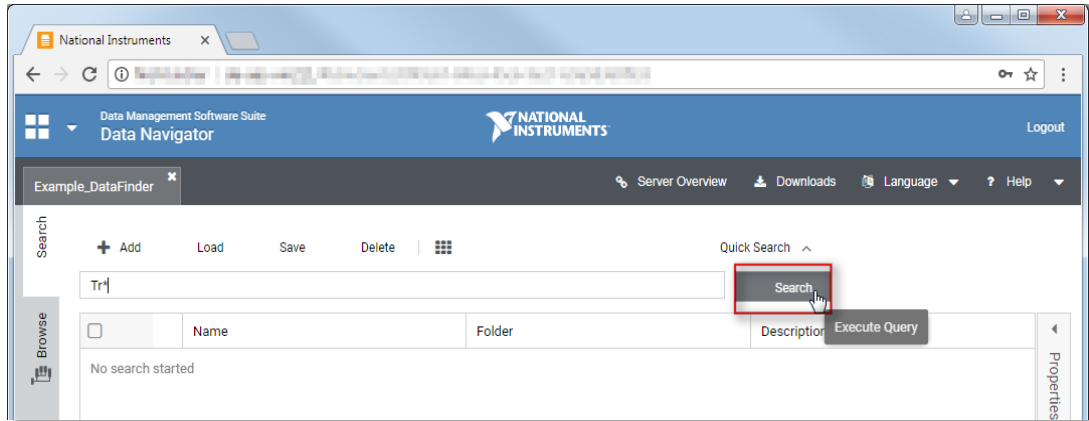 National Instruments
Data Management Software Suite
Data Navigator
NATIONAL
INSTRUMENTS
Logout
Example_DataFinder
Server Overview
Downloads
Language
? Help
Search
Add
Load
Save
Delete
Quick Search
Tr*
Search
Execute Query
Browse
Name
Folder
Description
Properties
No search started